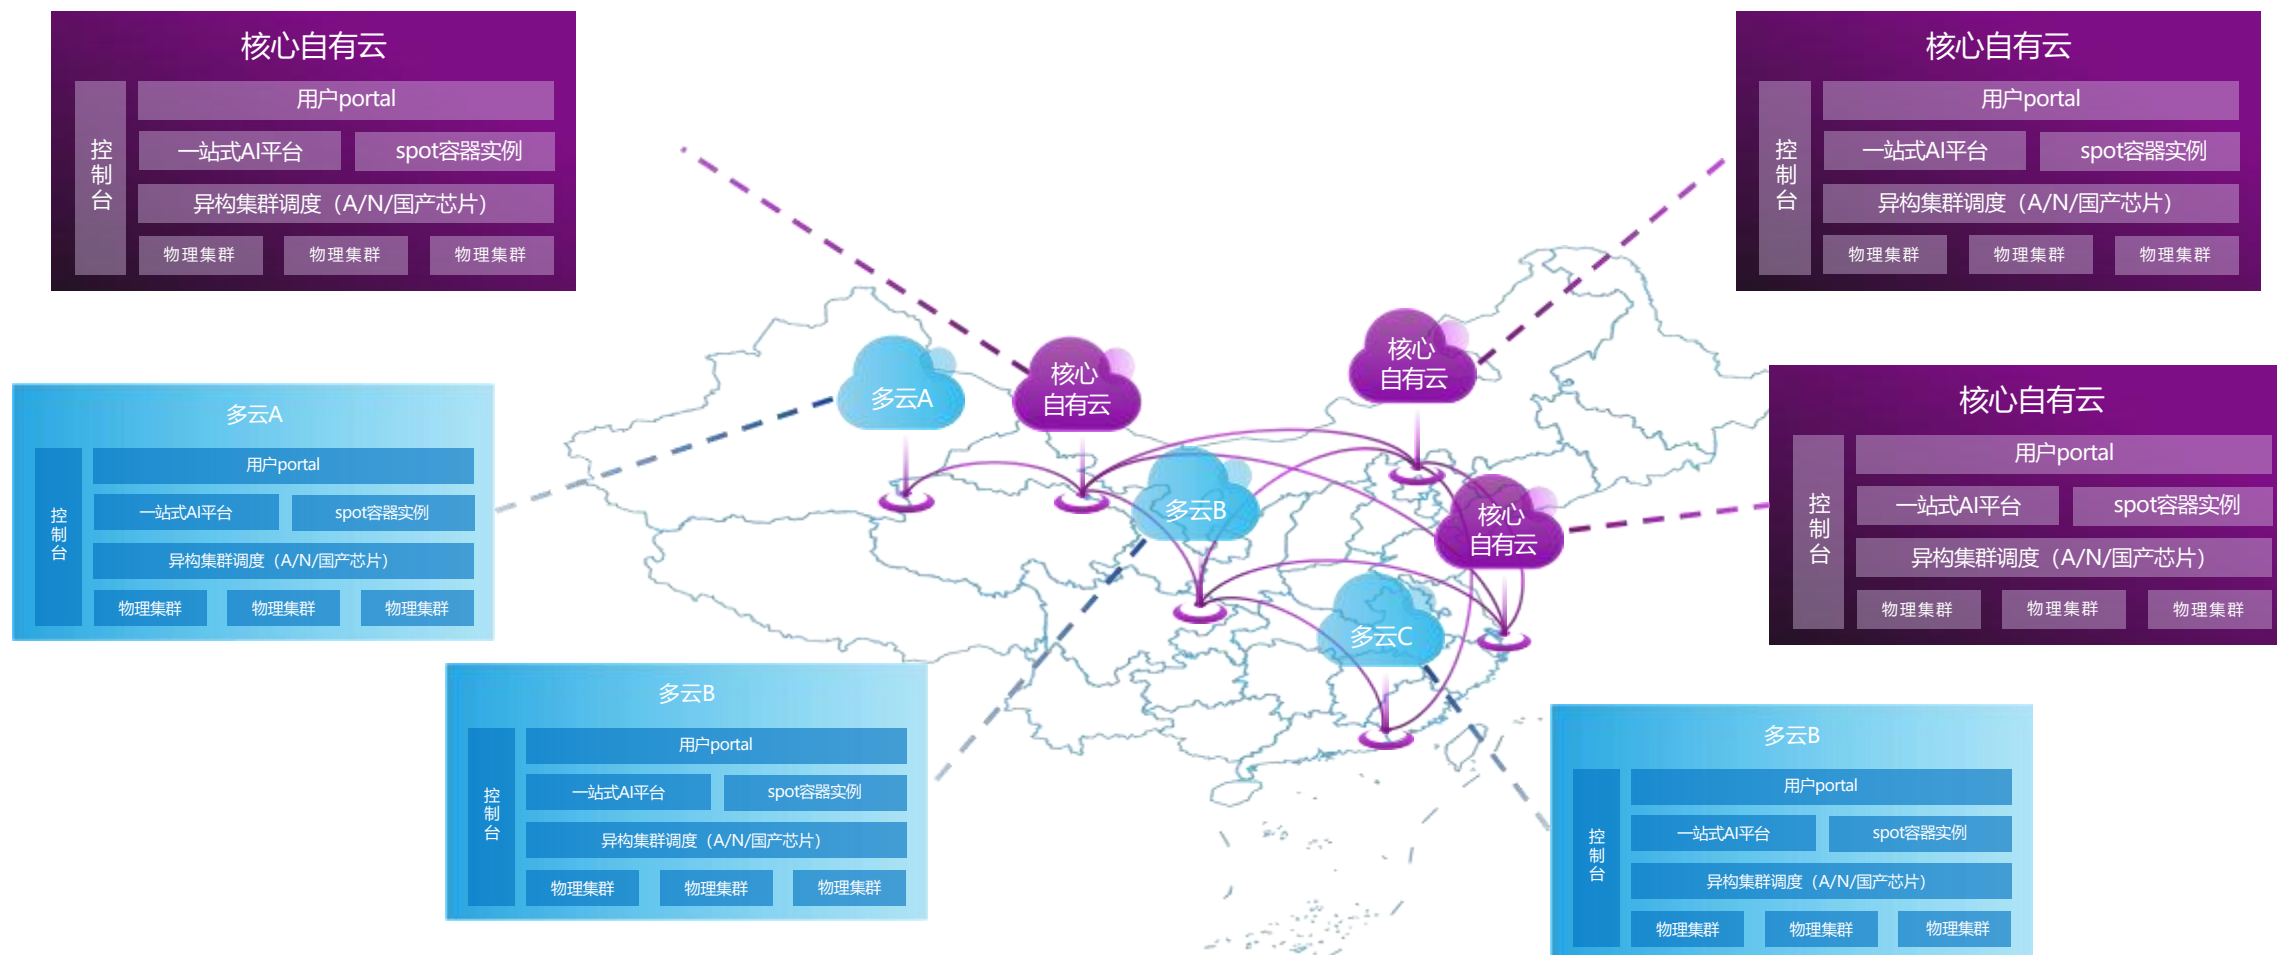 核心自有云
控制台
用户portal
一站式AI平台
spot容器实例
异构集群调度（A/N/国产芯片）
物理集群
物理集群
物理集群
核心自有云
控制台
用户portal
一站式AI平台
spot容器实例
异构集群调度（A/N/国产芯片）
物理集群
物理集群
物理集群
多云A
核心
自有云
核心
自有云
多云B
核心
自有云
多云C
多云A
控制台
用户portal
一站式AI平台
spot容器实例
异构集群调度（A/N/国产芯片）
物理集群
物理集群
物理集群
核心自有云
控制台
用户portal
一站式AI平台
spot容器实例
异构集群调度（A/N/国产芯片）
物理集群
物理集群
物理集群
多云B
控制台
用户portal
一站式AI平台
spot容器实例
异构集群调度（A/N/国产芯片）
物理集群
物理集群
物理集群
多云B
控制台
用户portal
一站式AI平台
spot容器实例
异构集群调度（A/N/国产芯片）
物理集群
物理集群
物理集群